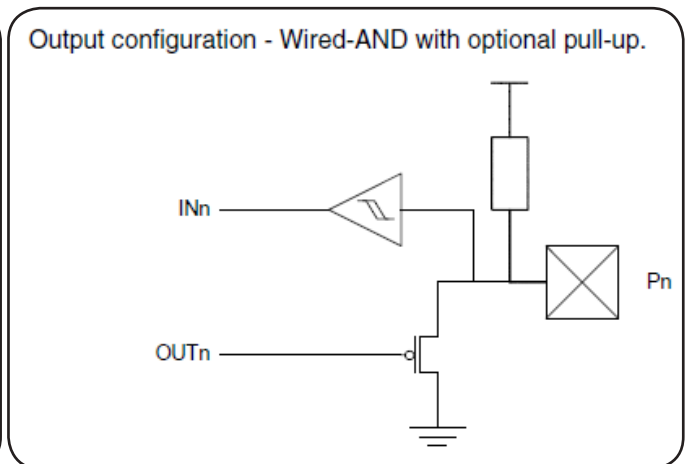 Output configuration - Wired-AND with optional pull-up.
INn
Pn
OUTn